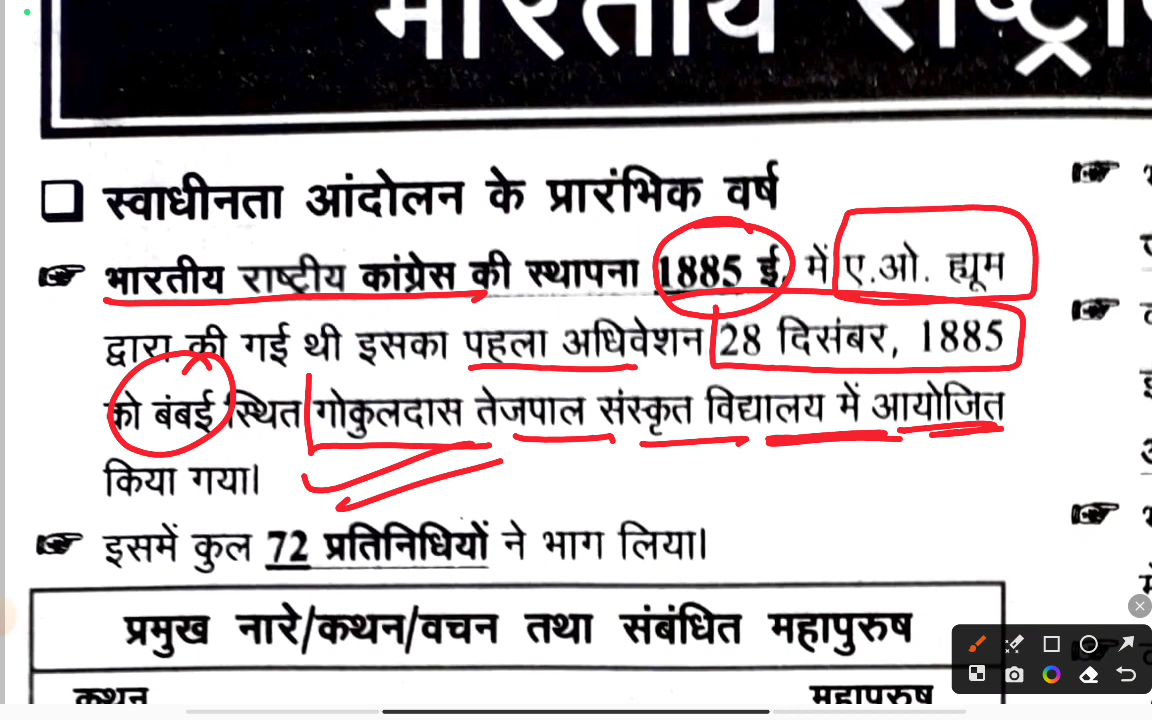 भारतीय राष्ट्रीय
स्वाधीनता आंदोलन के प्रारंभिक वर्ष
भारतीय राष्ट्रीय कांग्रेस की स्थापना 1885 ई. में ए.ओ. ह्यूम
द्वारा की गई थी इसका पहला अधिवेशन 28 दिसंबर, 1885
को बंबई स्थित गोकुलदास तेजपाल संस्कृत विद्यालय में आयोजित
किया गया।
इसमें कुल 72 प्रतिनिधियों ने भाग लिया।
प्रमुख नारे/कथन/वचन तथा संबंधित महापुरुष
कथन महापुरुष